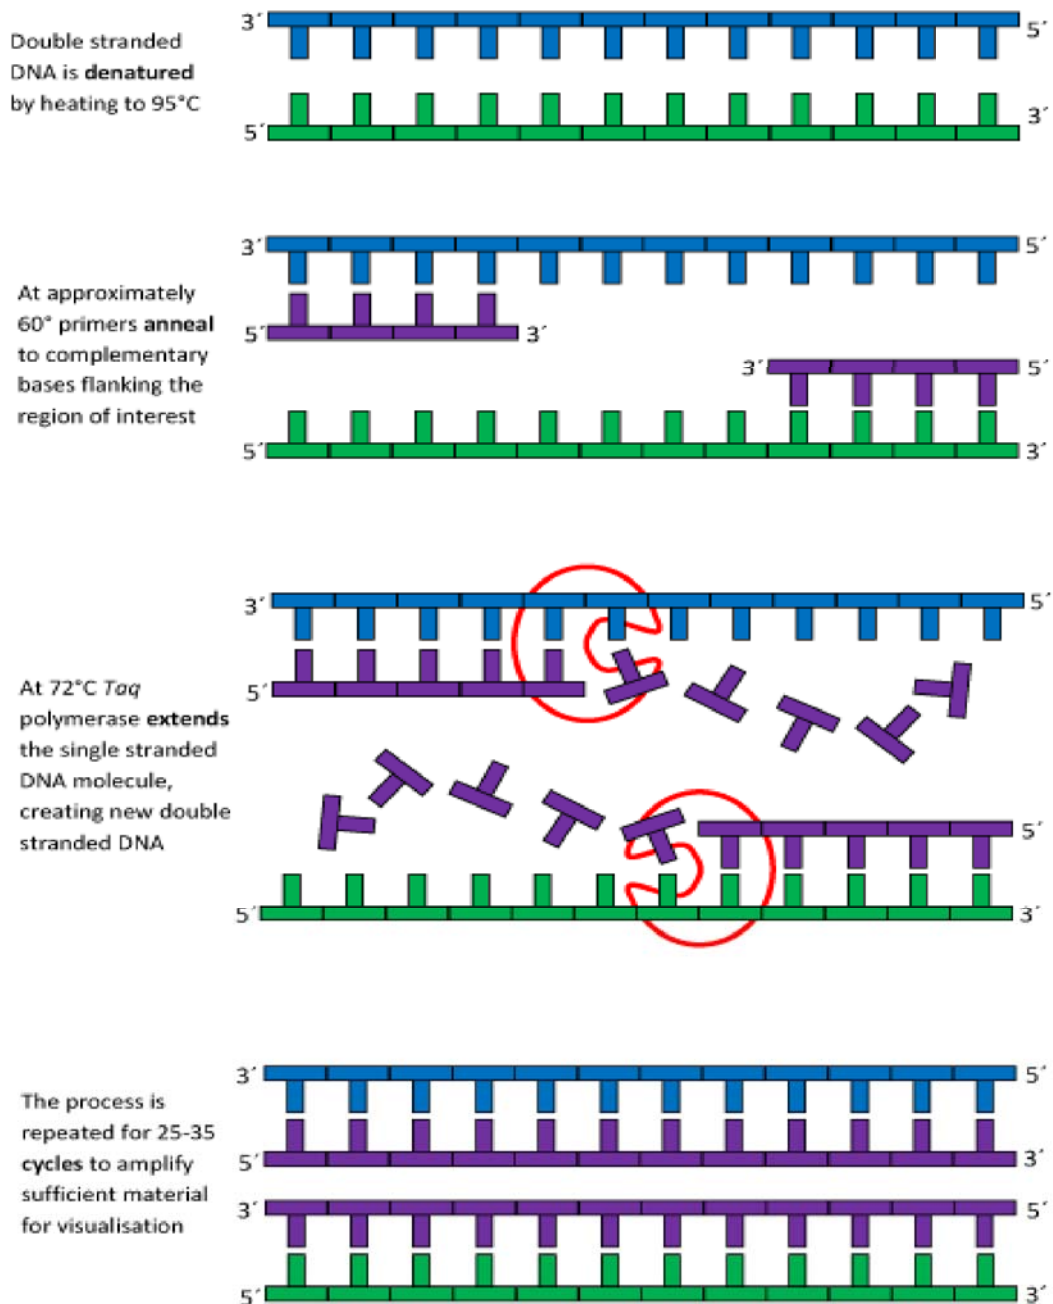 3´
5´
Double stranded
DNA is denatured
by heating to 95°C
5´
3´
3´
5´
At approximately
60° primers anneal
to complementary
bases flanking the
region of interest
5´
3´
3´
5´
5´
3´
3´
5´
At 72°C Taq
polymerase extends
the single stranded
DNA molecule,
creating new double
stranded DNA
5´
5´
5´
3´
3´
5´
The process is
repeated for 25-35
cycles to amplify
sufficient material
for visualisation
5´
3´
3´
5´
5´
3´